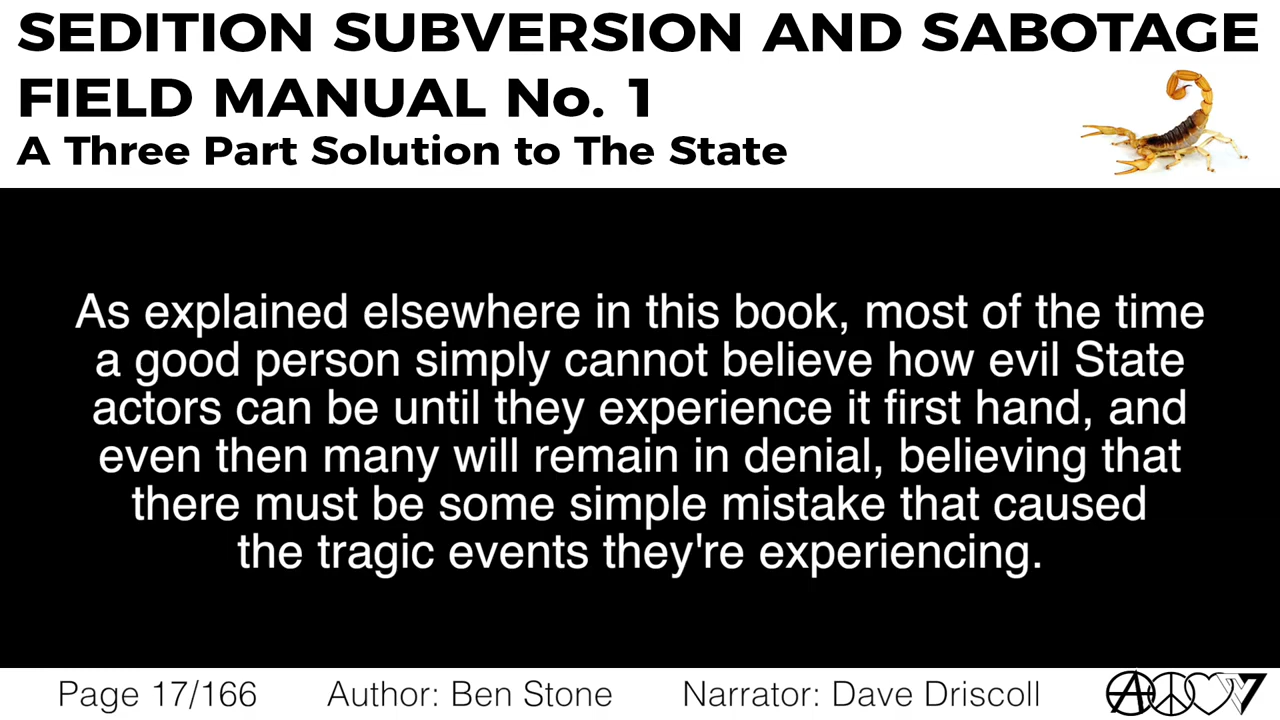 SEDITION SUBVERSION AND SABOTAGE
FIELD MANUAL No. 1
A Three Part Solution to The State
As explained elsewhere in this book, most of the time
a good person simply cannot believe how evil State
actors can be until they experience it first hand, and
even then many will remain in denial, believing that
there must be some simple mistake that caused
the tragic events they're experiencing.
Page 17/166 Author: Ben Stone Narrator: Dave Driscoll